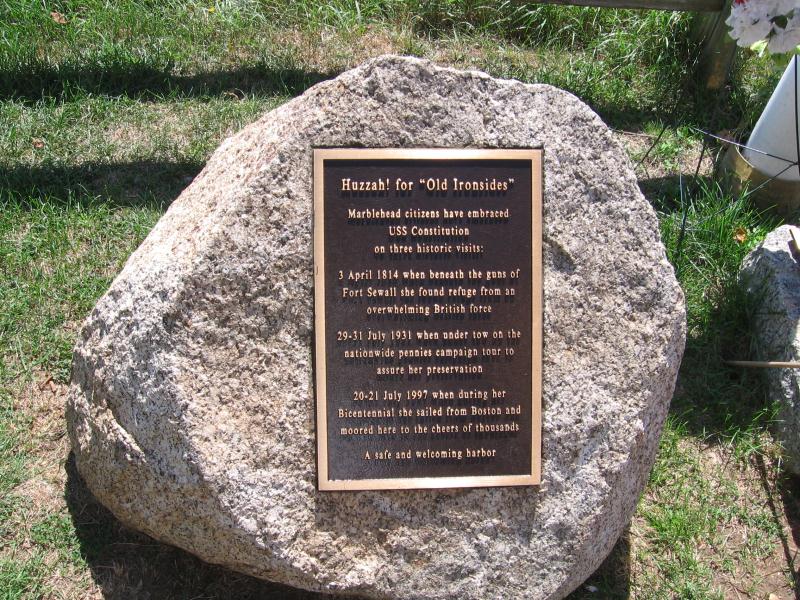 Huzzah! for "Old Ironsides"
Marblehead citizens have embraced
USS Constitution
on three historic visits:
3 April 1814 when beneath the guns of
Fort Sewall she found refuge from an
overwhelming British force
29-31 July 1931 when under tow on the
nationwide pennies campaign tour to
assure her preservation
20-21 July 1997 when during her
Bicentennial she sailed from Boston and
moored here to the cheers of thousands
A safe and welcoming harbor